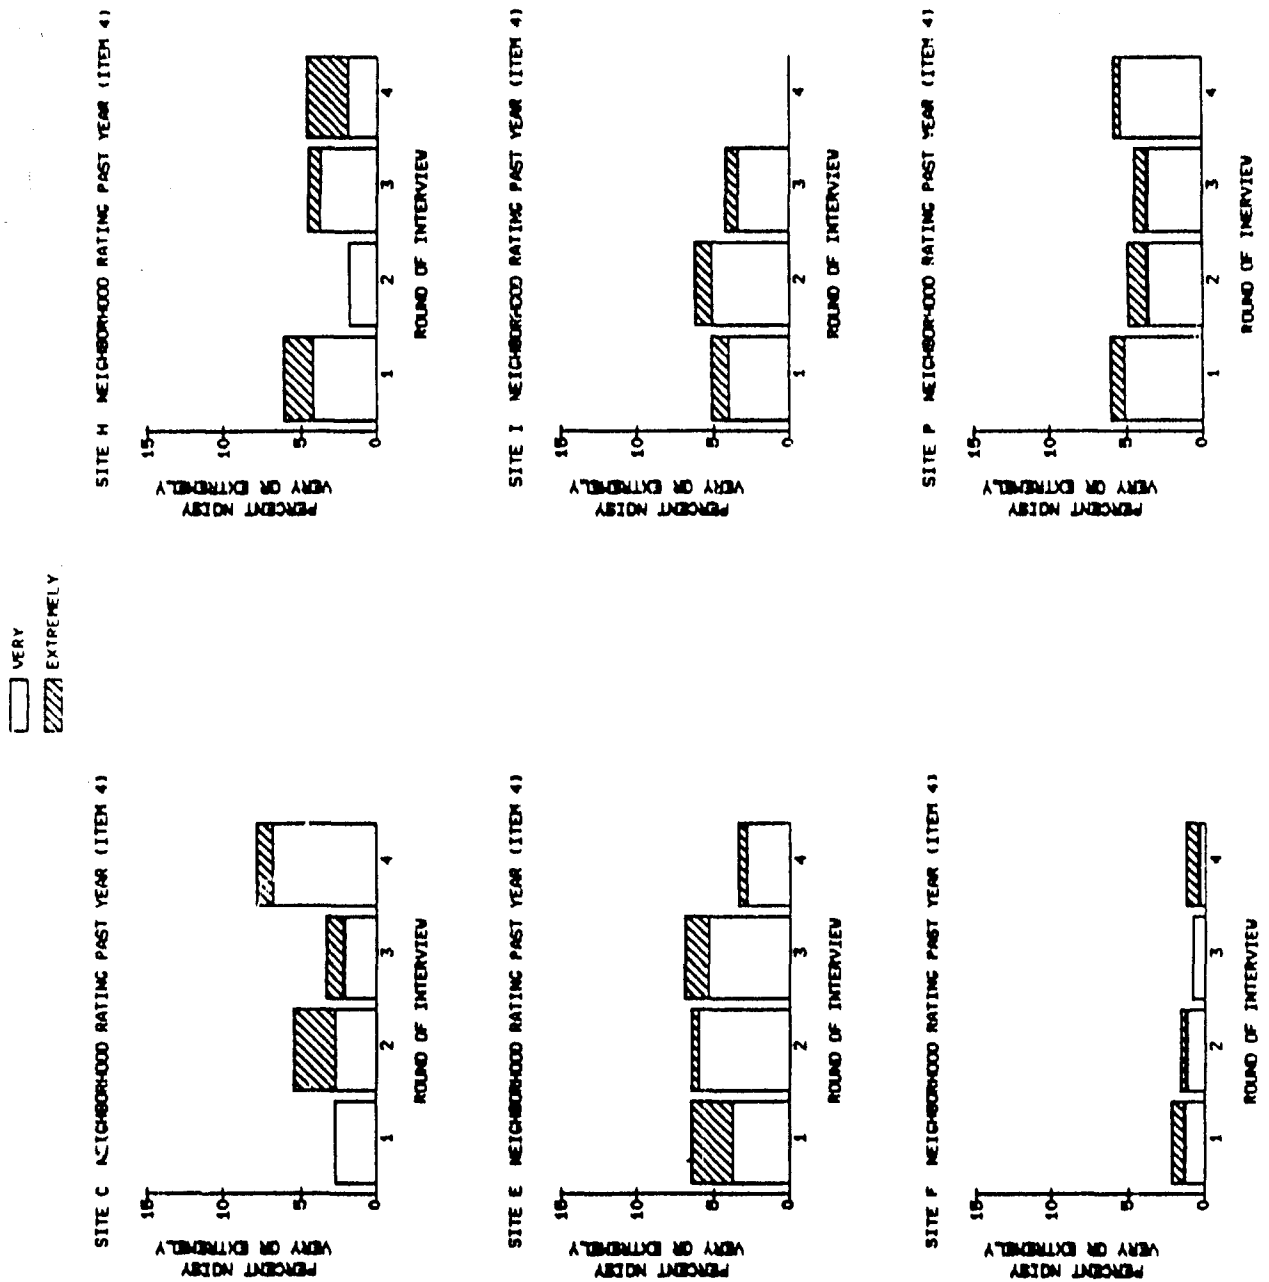 VERY
EXTREMELY
SITE C NEIGHBORHOOD RATING PAST YEAR (ITEM 4)
PERCENT NOISY
VERY OR EXTREMELY
15
10
5
0
1 2 3 4
ROUND OF INTERVIEW
SITE H NEIGHBORHOOD RATING PAST YEAR (ITEM 4)
PERCENT NOISY
VERY OR EXTREMELY
15
10
5
0
1 2 3 4
ROUND OF INTERVIEW
SITE E NEIGHBORHOOD RATING PAST YEAR (ITEM 4)
PERCENT NOISY
VERY OR EXTREMELY
15
10
5
0
1 2 3 4
ROUND OF INTERVIEW
SITE I NEIGHBORHOOD RATING PAST YEAR (ITEM 4)
PERCENT NOISY
VERY OR EXTREMELY
15
10
5
0
1 2 3 4
ROUND OF INTERVIEW
SITE F NEIGHBORHOOD RATING PAST YEAR (ITEM 4)
PERCENT NOISY
VERY OR EXTREMELY
15
10
5
0
1 2 3 4
ROUND OF INTERVIEW
SITE P NEIGHBORHOOD RATING PAST YEAR (ITEM 4)
PERCENT NOISY
VERY OR EXTREMELY
15
10
5
0
1 2 3 4
ROUND OF INERVIEW